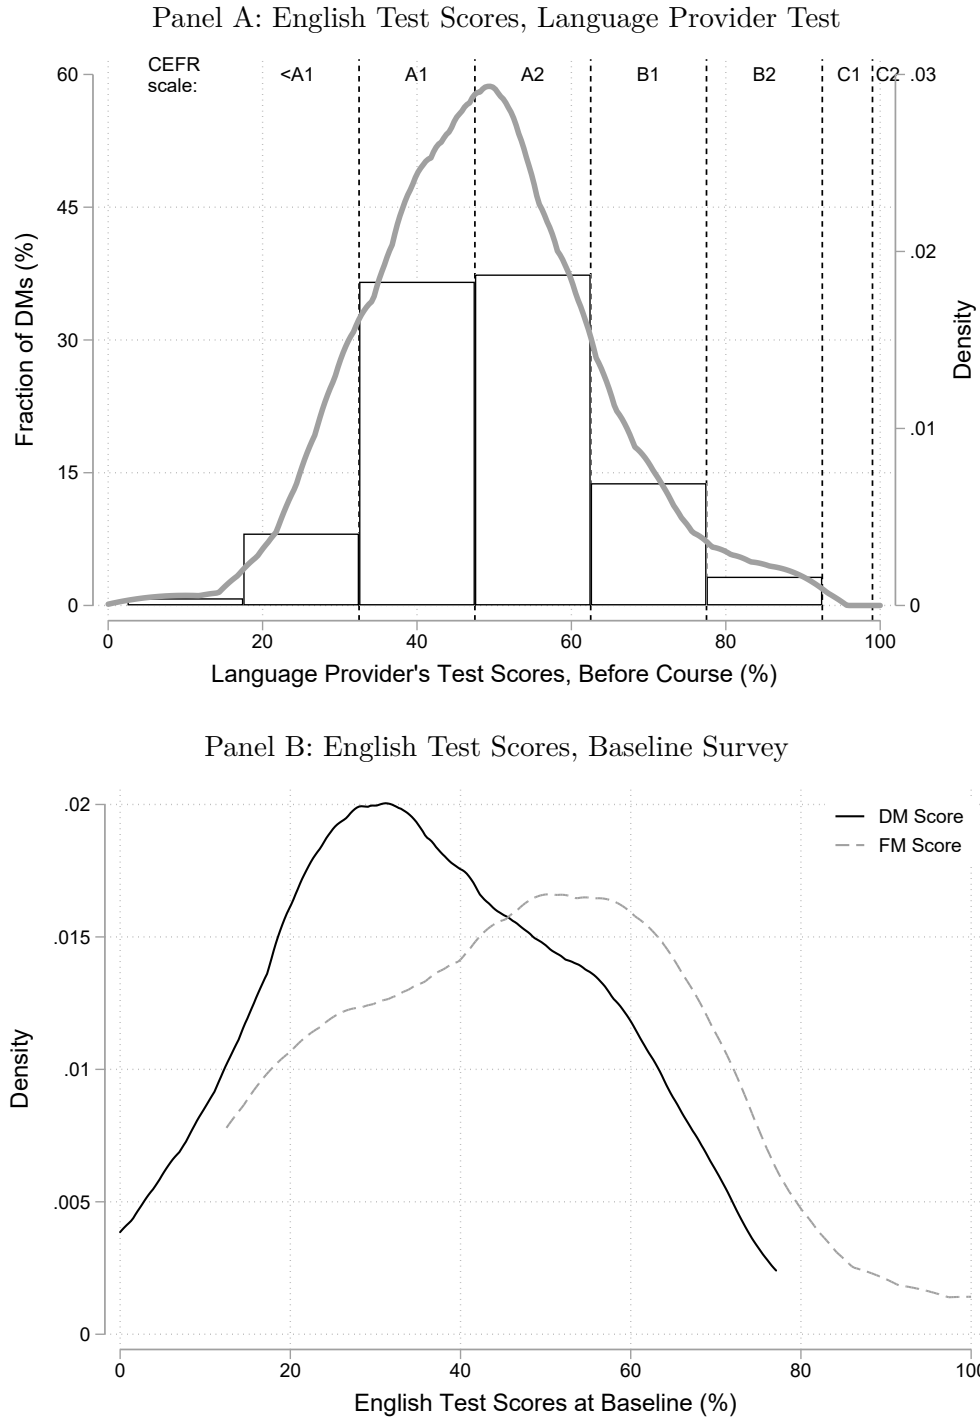 Panel A: English Test Scores, Language Provider Test
CEFR
scale:
<A1 A1 A2 B1 B2 C1 C2
60
45
30
15
0
Fraction of DMs (%)
.03
.02
.01
0
Density
0 20 40 60 80 100
Language Provider's Test Scores, Before Course (%)
Panel B: English Test Scores, Baseline Survey
.02
.015
.01
.005
0
Density
DM Score
FM Score
0 20 40 60 80 100
English Test Scores at Baseline (%)